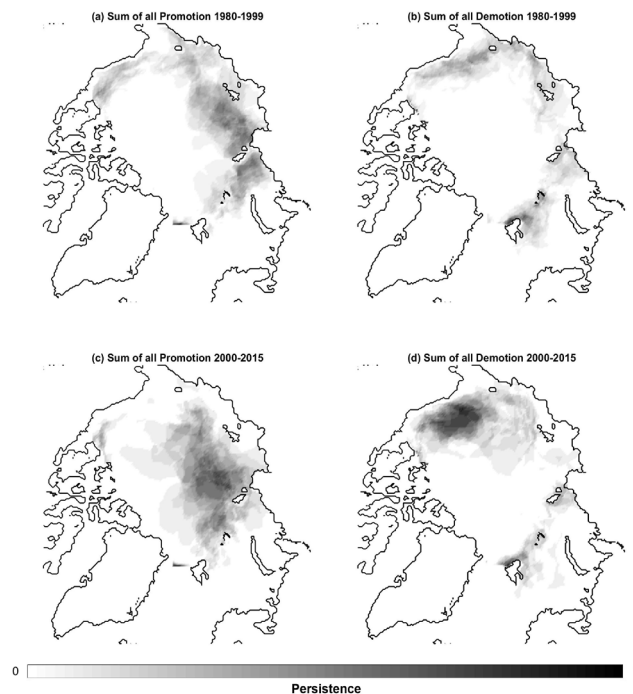 (a) Sum of all Promotion 1980-1999
(b) Sum of all Demotion 1980-1999
(c) Sum of all Promotion 2000-2015
(d) Sum of all Demotion 2000-2015
0
Persistence